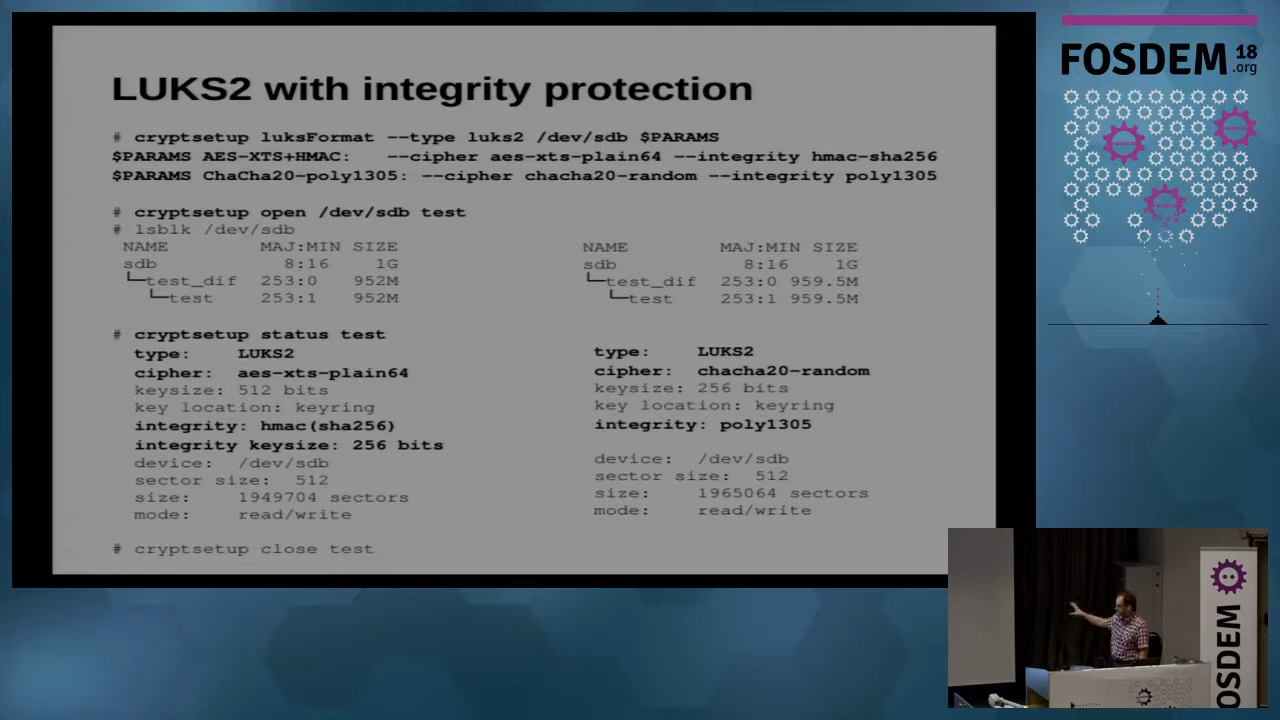 LUKS2 with integrity protection
# cryptsetup luksFormat --type luks2 /dev/sdb $PARAMS
$PARAMS AES-XTS+HMAC: --cipher aes-xts-plain64 --integrity hmac-sha256
$PARAMS ChaCha20-poly1305: --cipher chacha20-random --integrity poly1305
# cryptsetup open /dev/sdb test
# lsblk /dev/sdb
NAME MAJ:MIN SIZE
sdb 8:16 1G
└─test_dif 253:0 952M
└─test 253:1 952M
NAME MAJ:MIN SIZE
sdb 8:16 1G
└─test_dif 253:0 959.5M
└─test 253:1 959.5M
# cryptsetup status test
type: LUKS2
cipher: aes-xts-plain64
keysize: 512 bits
key location: keyring
integrity: hmac(sha256)
integrity keysize: 256 bits
device: /dev/sdb
sector size: 512
size: 1949704 sectors
mode: read/write
type: LUKS2
cipher: chacha20-random
keysize: 256 bits
key location: keyring
integrity: poly1305
device: /dev/sdb
sector size: 512
size: 1965064 sectors
mode: read/write
# cryptsetup close test
FOSDEM 18
.org
FOSDEM